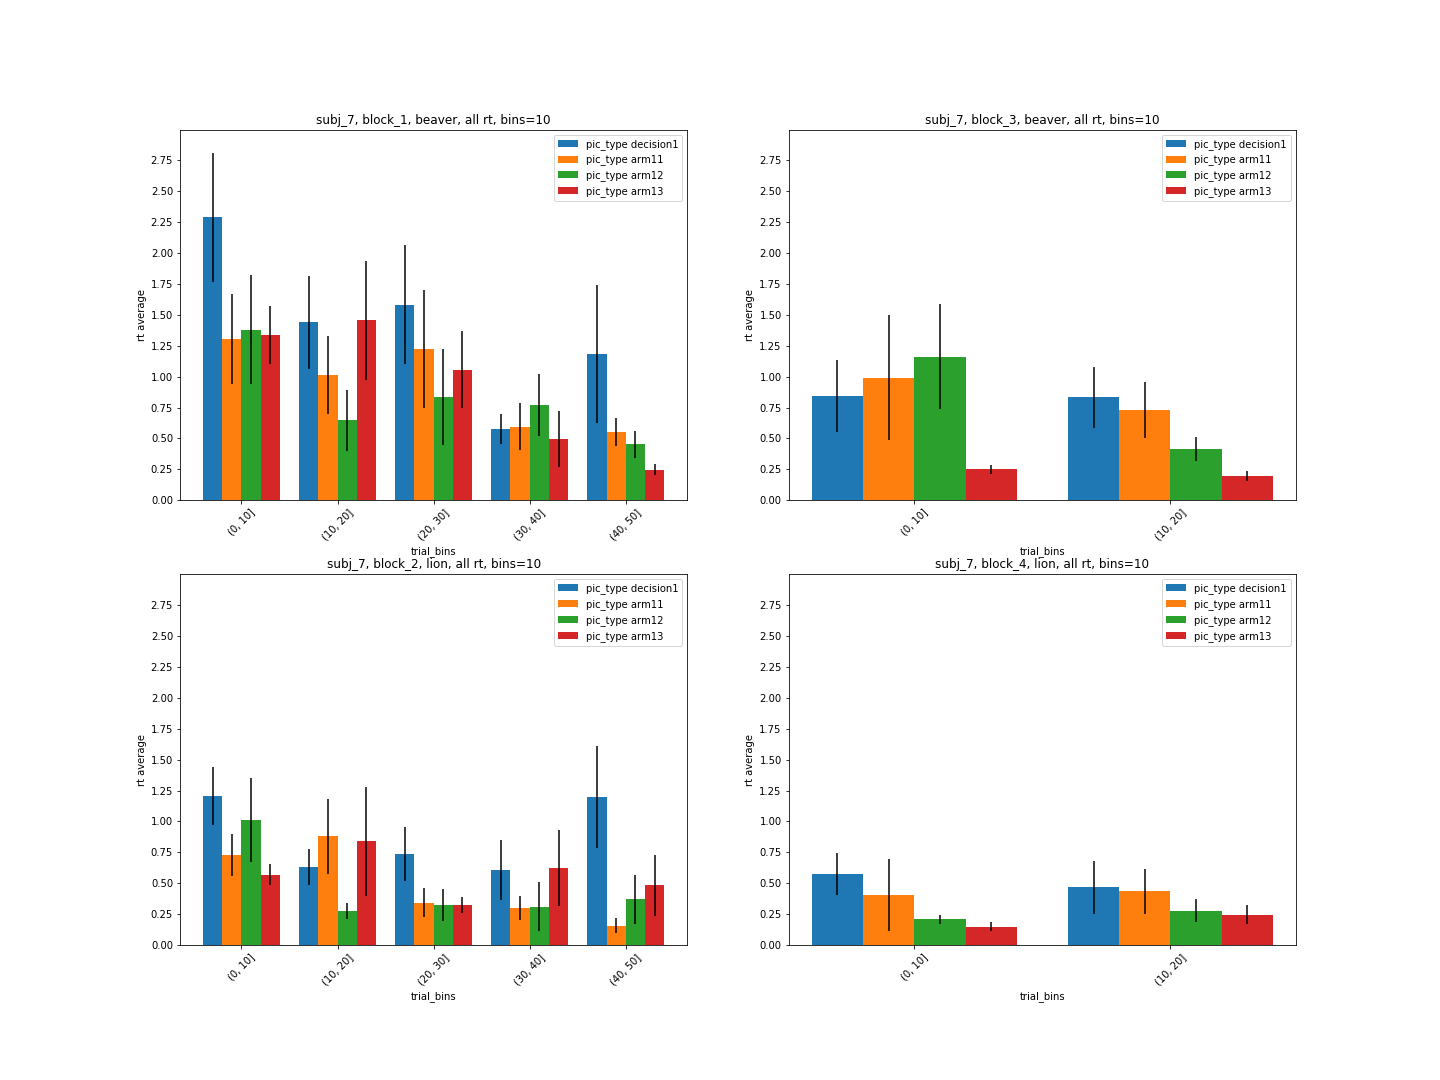 subj_7, block_1, beaver, all rt, bins=10
pic_type decision1
pic_type arm11
pic_type arm12
pic_type arm13
2.75
2.50
2.25
2.00
1.75
1.50
1.25
1.00
0.75
0.50
0.25
0.00
rt average
(0, 10]
(10, 20]
(20, 30]
(30, 40]
(40, 50]
trial_bins
subj_7, block_3, beaver, all rt, bins=10
pic_type decision1
pic_type arm11
pic_type arm12
pic_type arm13
2.75
2.50
2.25
2.00
1.75
1.50
1.25
1.00
0.75
0.50
0.25
0.00
rt average
(0, 10]
(10, 20]
trial_bins
subj_7, block_2, lion, all rt, bins=10
pic_type decision1
pic_type arm11
pic_type arm12
pic_type arm13
2.75
2.50
2.25
2.00
1.75
1.50
1.25
1.00
0.75
0.50
0.25
0.00
rt average
(0, 10]
(10, 20]
(20, 30]
(30, 40]
(40, 50]
trial_bins
subj_7, block_4, lion, all rt, bins=10
pic_type decision1
pic_type arm11
pic_type arm12
pic_type arm13
2.75
2.50
2.25
2.00
1.75
1.50
1.25
1.00
0.75
0.50
0.25
0.00
rt average
(0, 10]
(10, 20]
trial_bins